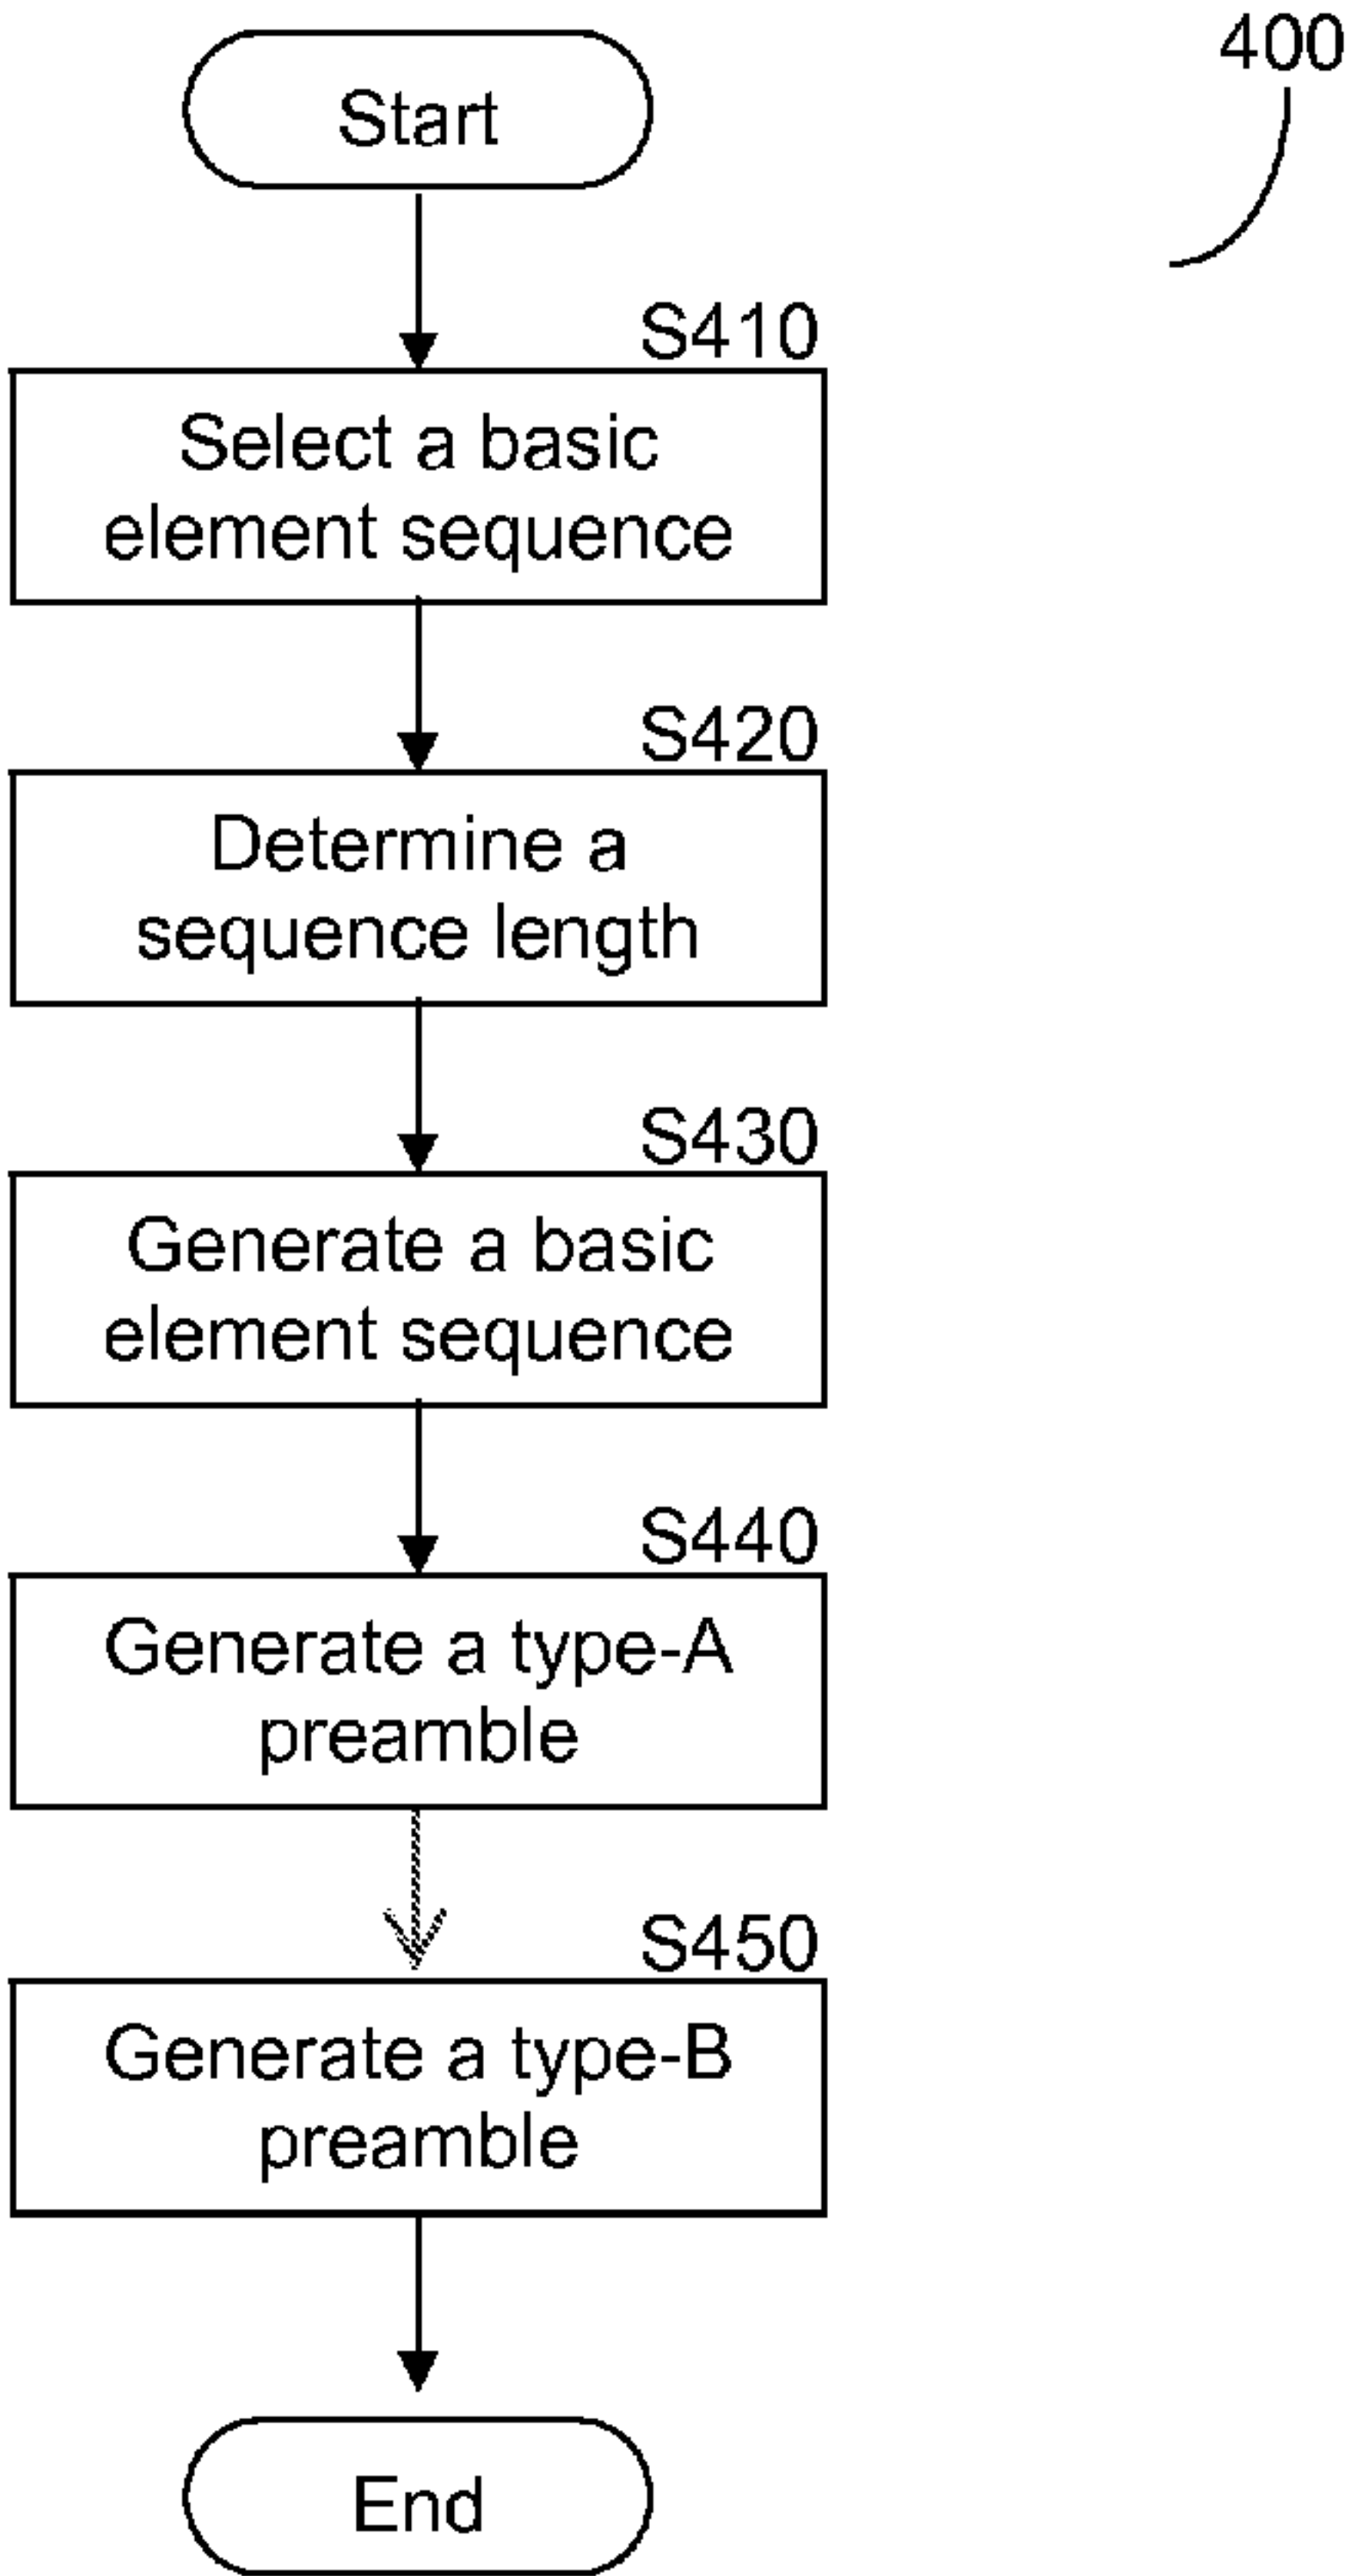 400
Start
S410
Select a basic
element sequence
S420
Determine a
sequence length
S430
Generate a basic
element sequence
S440
Generate a type-A
preamble
S450
Generate a type-B
preamble
End